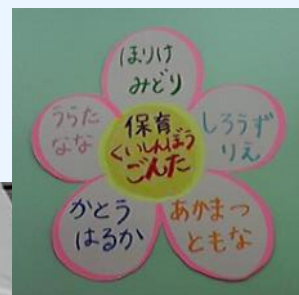 ほりけ
みどり
うらた
なな
保育
くいしんぼう
ごんた
しろうず
りえ
かとう
はるか
あかまつ
ともな